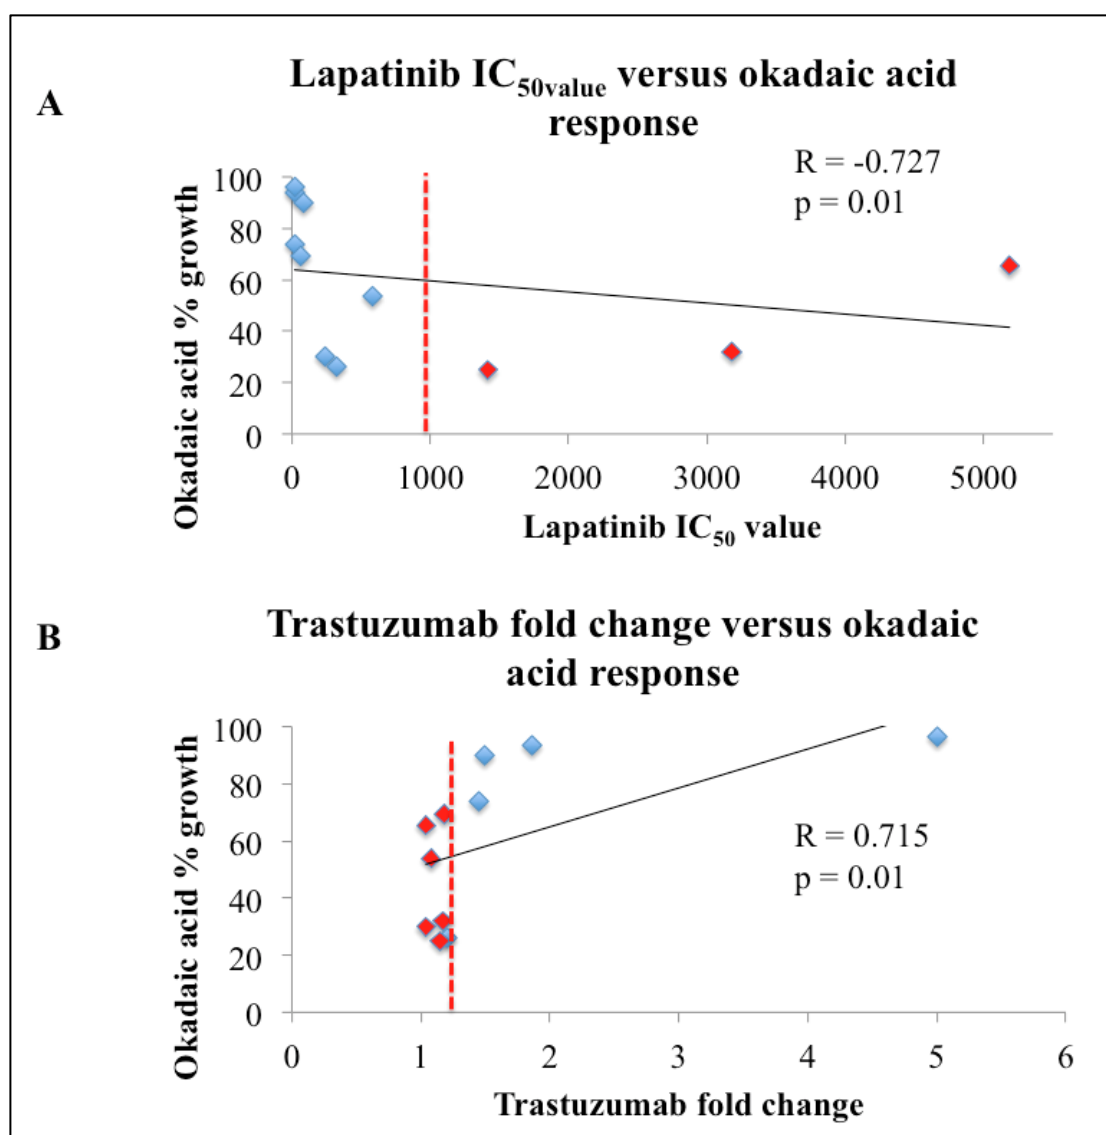 A
Lapatinib IC50value versus okadaic acid
response
R = -0.727
p = 0.01
Okadaic acid % growth
100
80
60
40
20
0
0 1000 2000 3000 4000 5000
Lapatinib IC50 value
B
Trastuzumab fold change versus okadaic
acid response
R = 0.715
p = 0.01
Okadaic acid % growth
100
80
60
40
20
0
0 1 2 3 4 5 6
Trastuzumab fold change